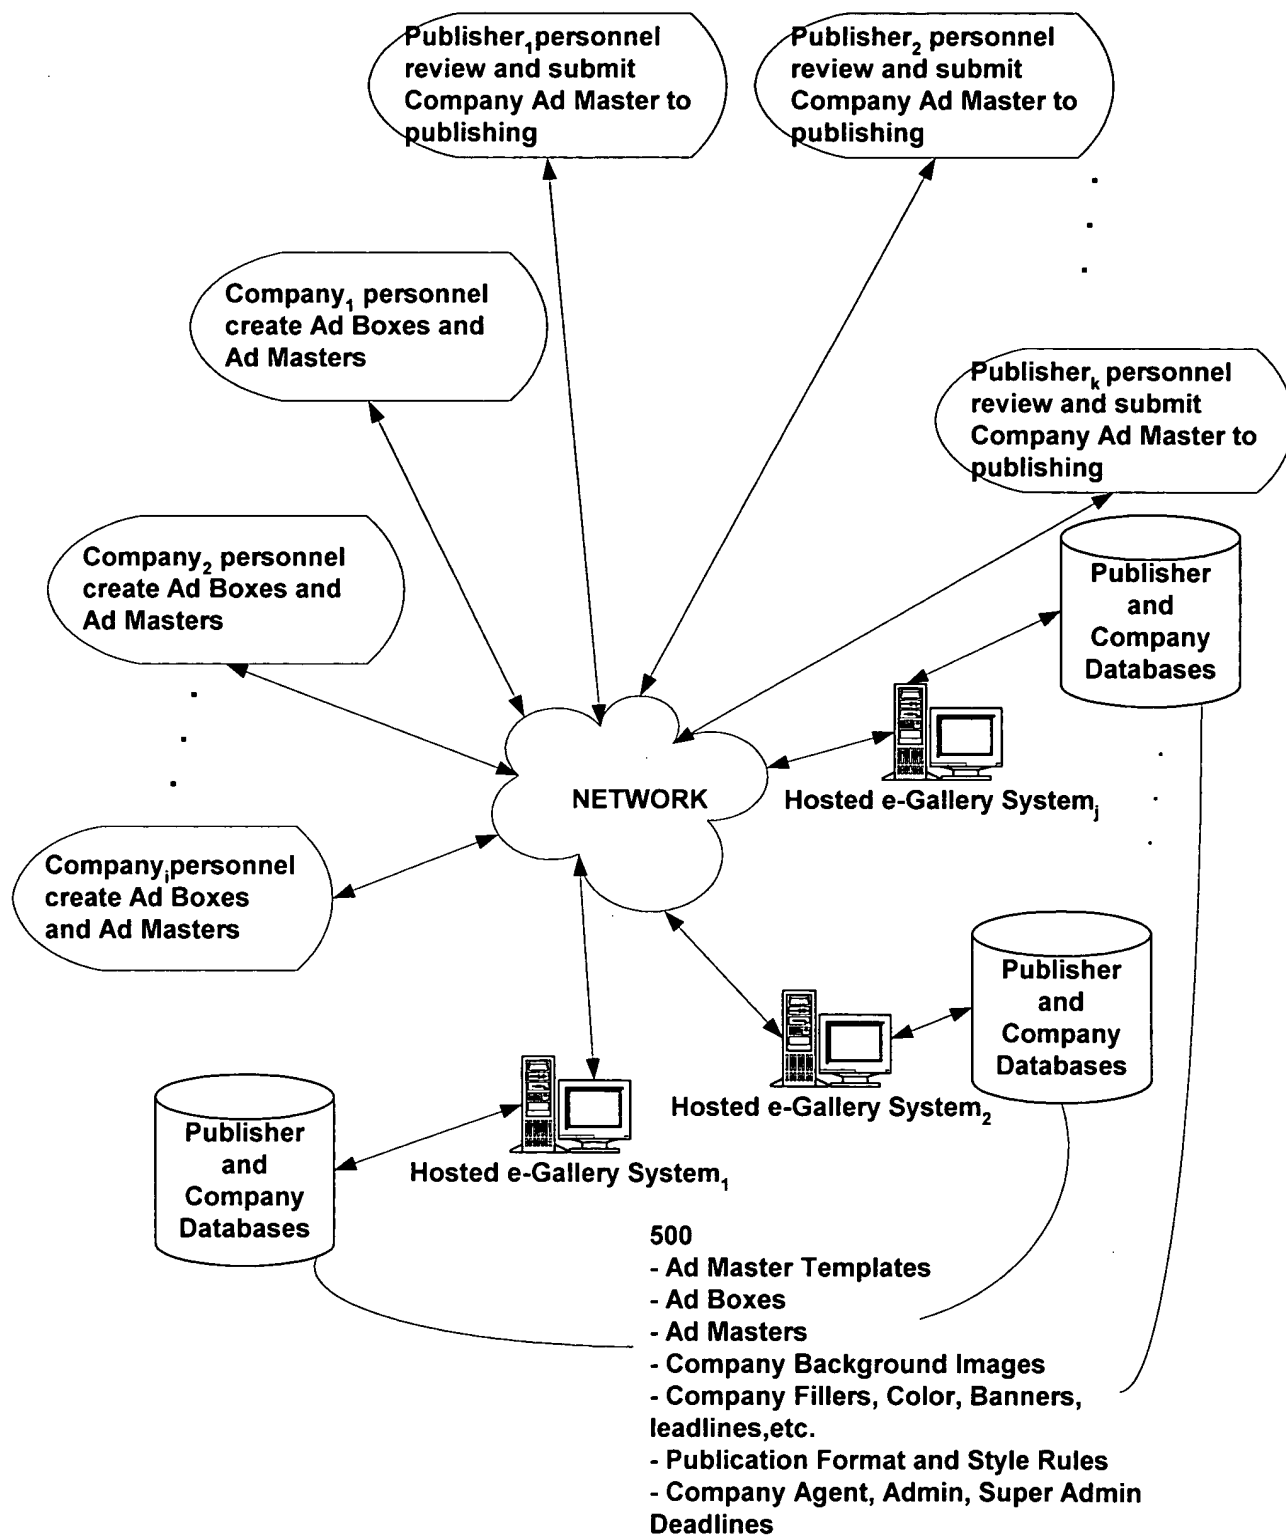 Publisher₁personnel
review and submit
Company Ad Master to
publishing
Publisher₂ personnel
review and submit
Company Ad Master to
publishing
Company₁ personnel
create Ad Boxes and
Ad Masters
Publisherₖ personnel
review and submit
Company Ad Master to
publishing
Company₂ personnel
create Ad Boxes and
Ad Masters
Publisher
and
Company
Databases
NETWORK
Hosted e-Gallery Systemⱼ
Companyᵢpersonnel
create Ad Boxes
and Ad Masters
Publisher
and
Company
Databases
Hosted e-Gallery System₂
Publisher
and
Company
Databases
Hosted e-Gallery System₁
500
- Ad Master Templates
- Ad Boxes
- Ad Masters
- Company Background Images
- Company Fillers, Color, Banners,
leadlines,etc.
- Publication Format and Style Rules
- Company Agent, Admin, Super Admin
Deadlines